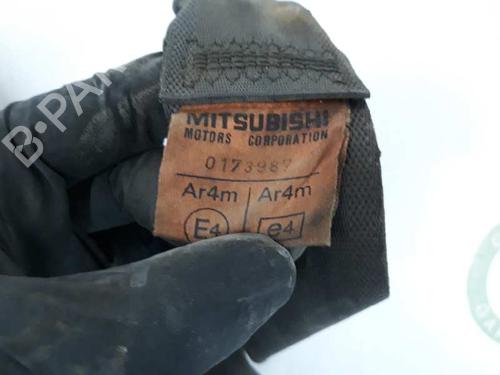 MITSUBISHI
MOTORS CORPORATION
0173987
Ar4m Ar4m
E4 e4